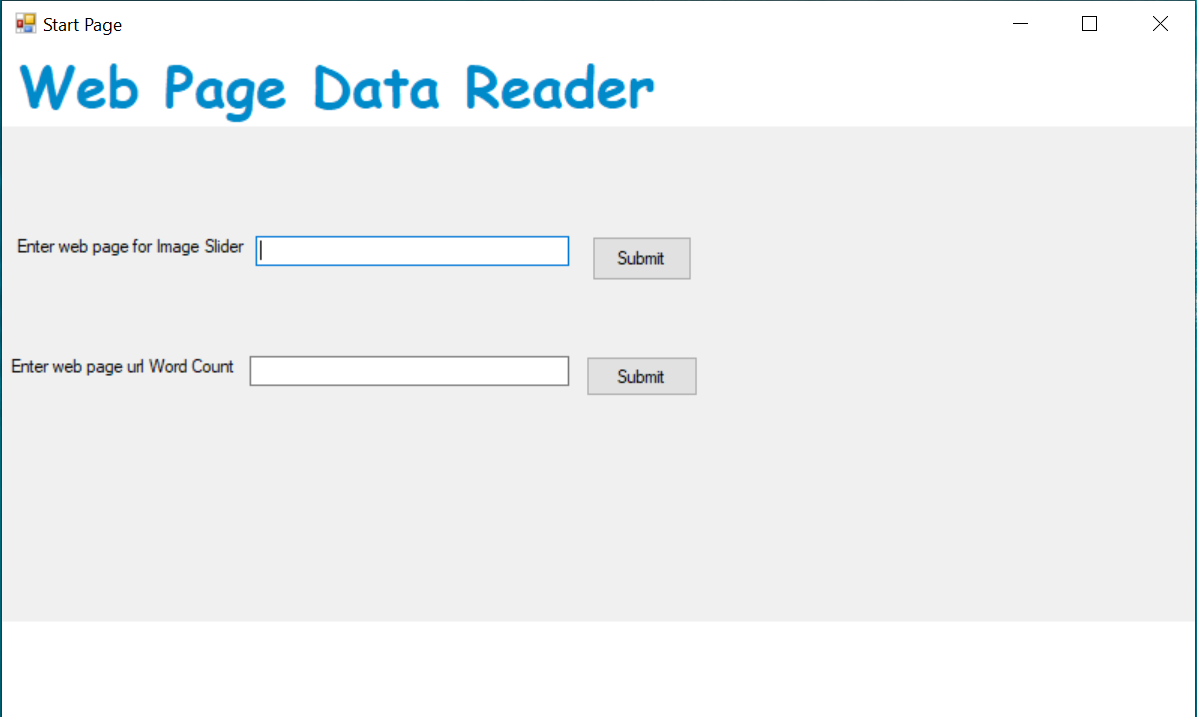 Start Page
Web Page Data Reader
Enter web page for Image Slider
Submit
Enter web page url Word Count
Submit